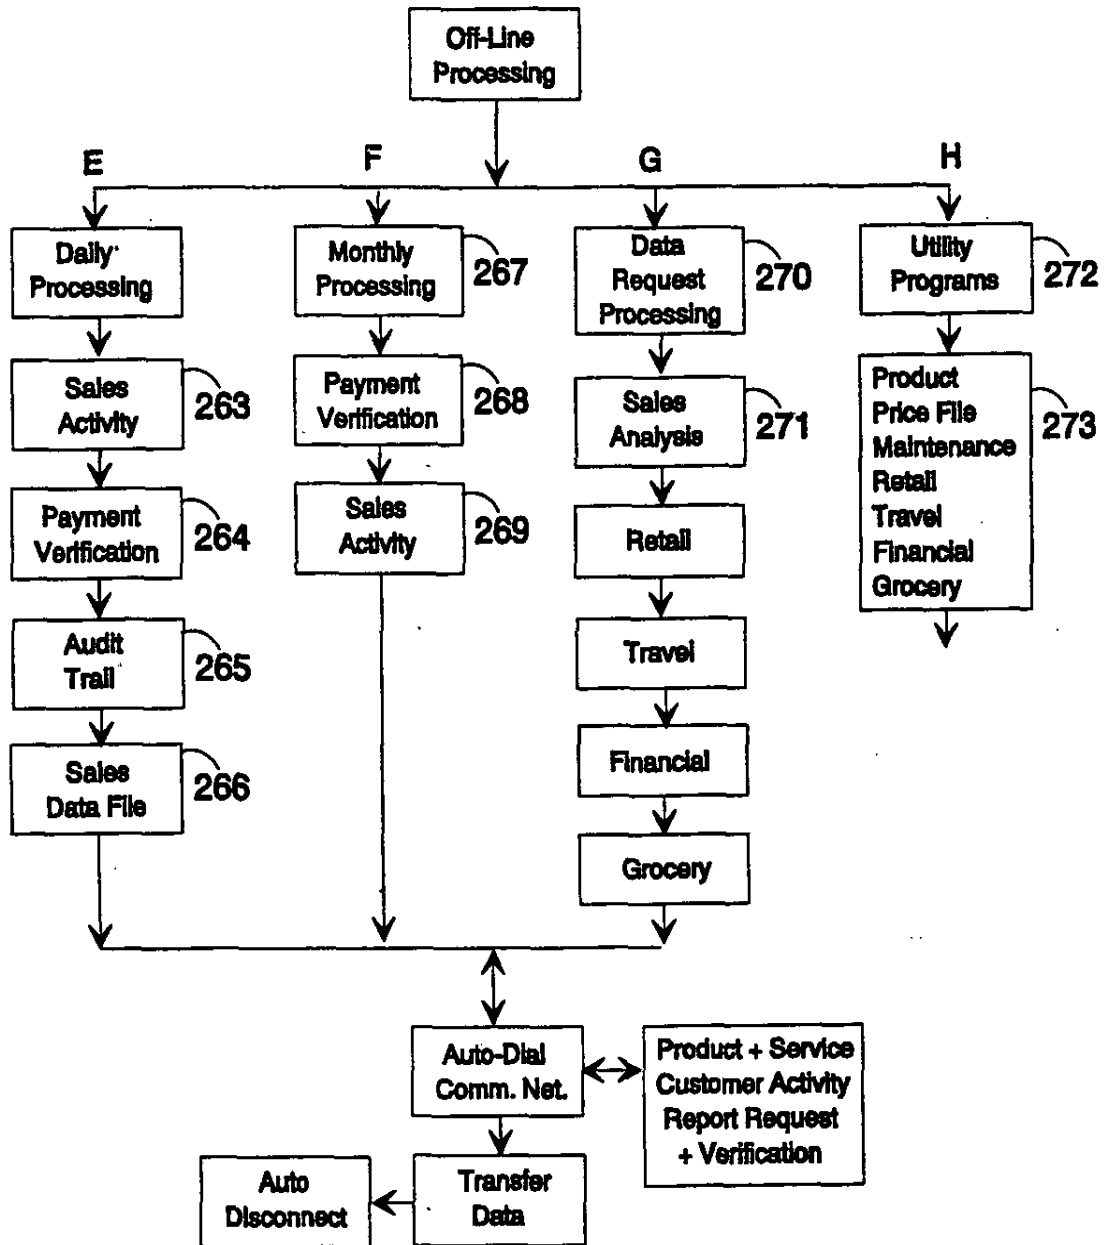 Off-Line
Processing
E
F
G
H
Daily
Processing
Sales
Activity
263
Payment
Verification
264
Audit
Trail
265
Sales
Data File
266
Monthly
Processing
267
Payment
Verification
268
Sales
Activity
269
Data
Request
Processing
270
Sales
Analysis
271
Retail
Travel
Financial
Grocery
Utility
Programs
272
Product
Price File
Maintenance
Retail
Travel
Financial
Grocery
273
Auto-Dial
Comm. Net.
Product + Service
Customer Activity
Report Request
+ Verification
Transfer
Data
Auto
Disconnect